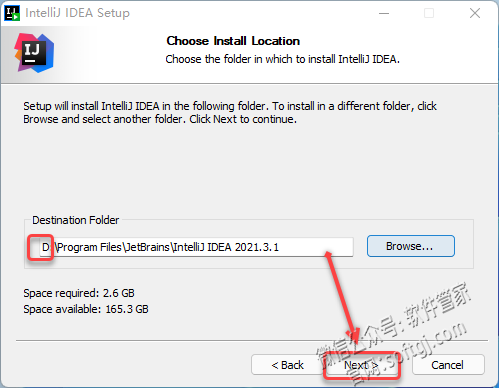 IntelliJ IDEA Setup
IJ
Choose Install Location
Choose the folder in which to install IntelliJ IDEA.
Setup will install IntelliJ IDEA in the following folder. To install in a different folder, click
Browse and select another folder. Click Next to continue.
Destination Folder
D:\Program Files\JetBrains\IntelliJ IDEA 2021.3.1
Browse...
Space required: 2.6 GB
Space available: 165.3 GB
微信公众号: 软件管家
官网: softgj.com
< Back
Next >
Cancel